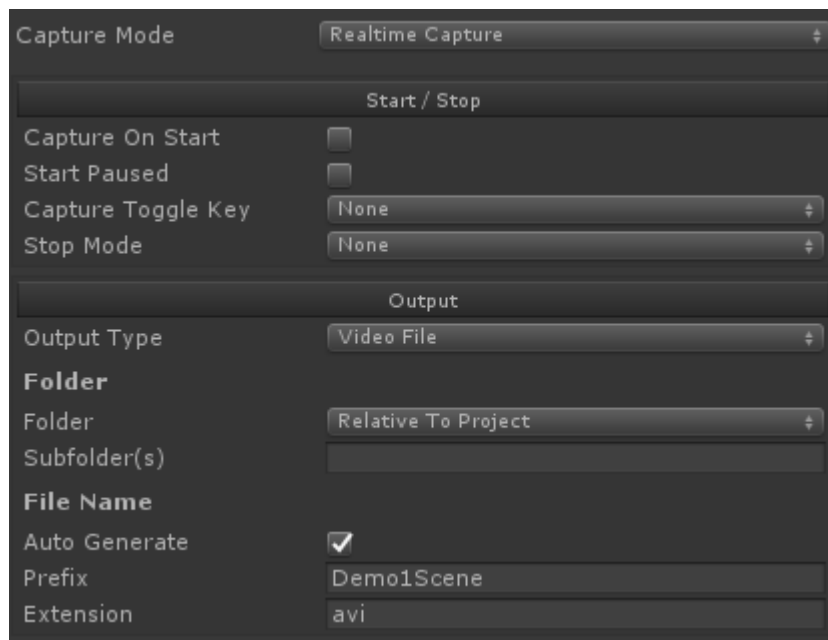 Capture Mode Realtime Capture
Start / Stop
Capture On Start
Start Paused
Capture Toggle Key None
Stop Mode None
Output
Output Type Video File
Folder
Folder Relative To Project
Subfolder(s)
File Name
Auto Generate
Prefix Demo1Scene
Extension avi